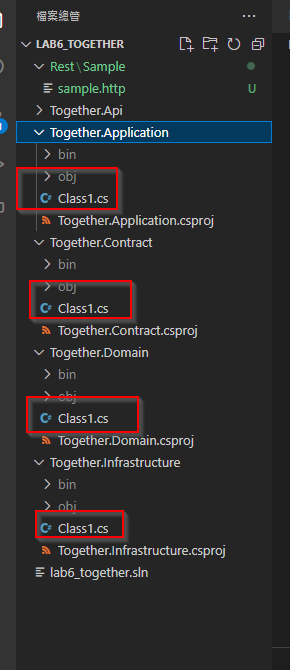 檔案總管
LAB6_TOGETHER
Rest\Sample
sample.http U
Together.Api
Together.Application
bin
obj
C# Class1.cs
Together.Application.csproj
Together.Contract
bin
obj
C# Class1.cs
Together.Contract.csproj
Together.Domain
bin
obj
C# Class1.cs
Together.Domain.csproj
Together.Infrastructure
bin
obj
C# Class1.cs
Together.Infrastructure.csproj
lab6_together.sln